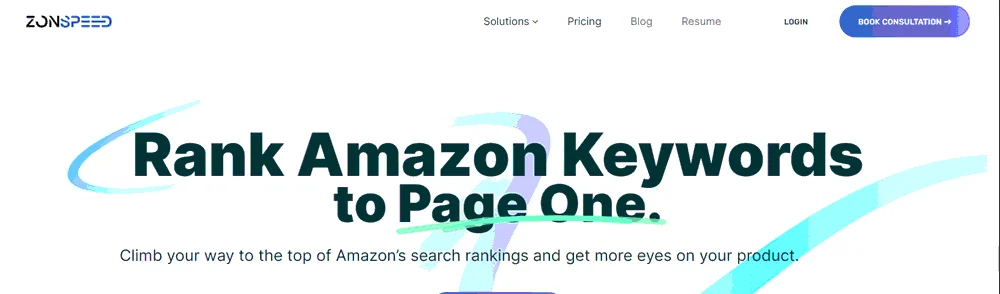 ZONSPEED
Solutions Pricing Blog Resume LOGIN BOOK CONSULTATION →
Rank Amazon Keywords
to Page One.
Climb your way to the top of Amazon's search rankings and get more eyes on your product.